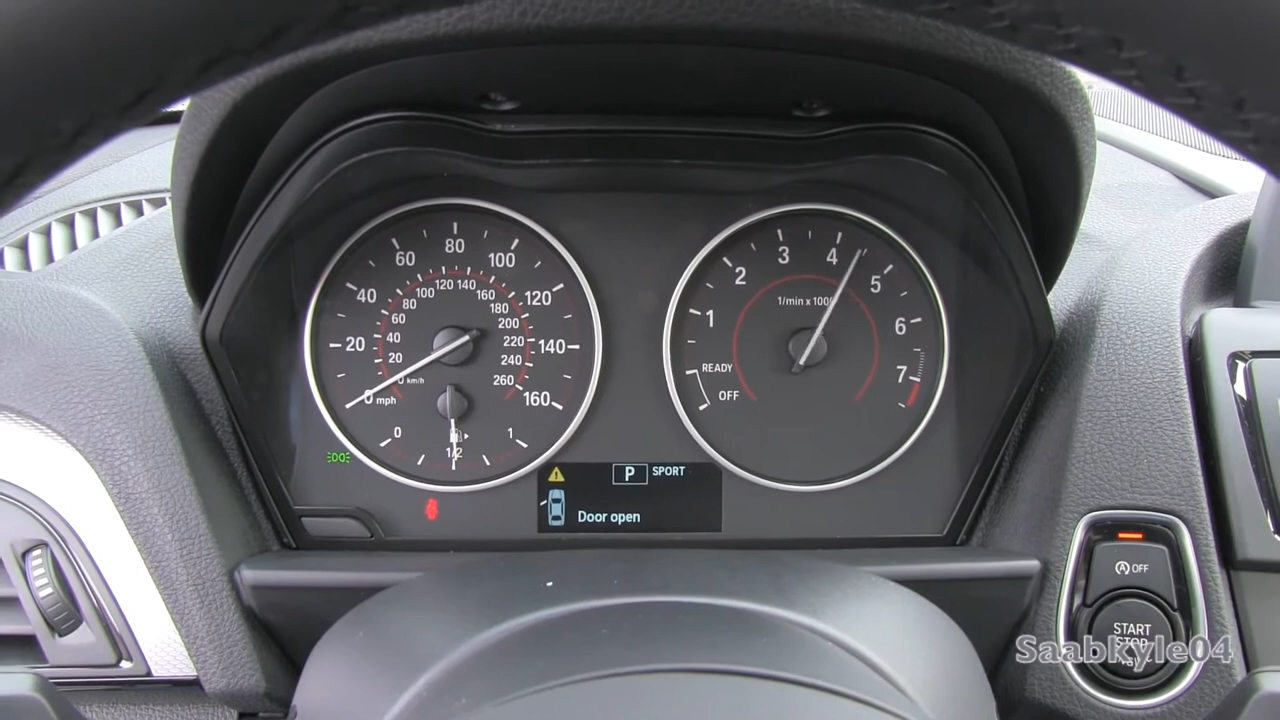 80
60 100
120 140
100 160
40 80 180 120
60 200
20 40 220 140
20 240
0 km/h 260
0 mph 160
0 1
1/2
3 4
2 5
1/min x 1000
1 6
READY 7
OFF
P SPORT
Door open
A OFF
START
STOP
SaabKyle04